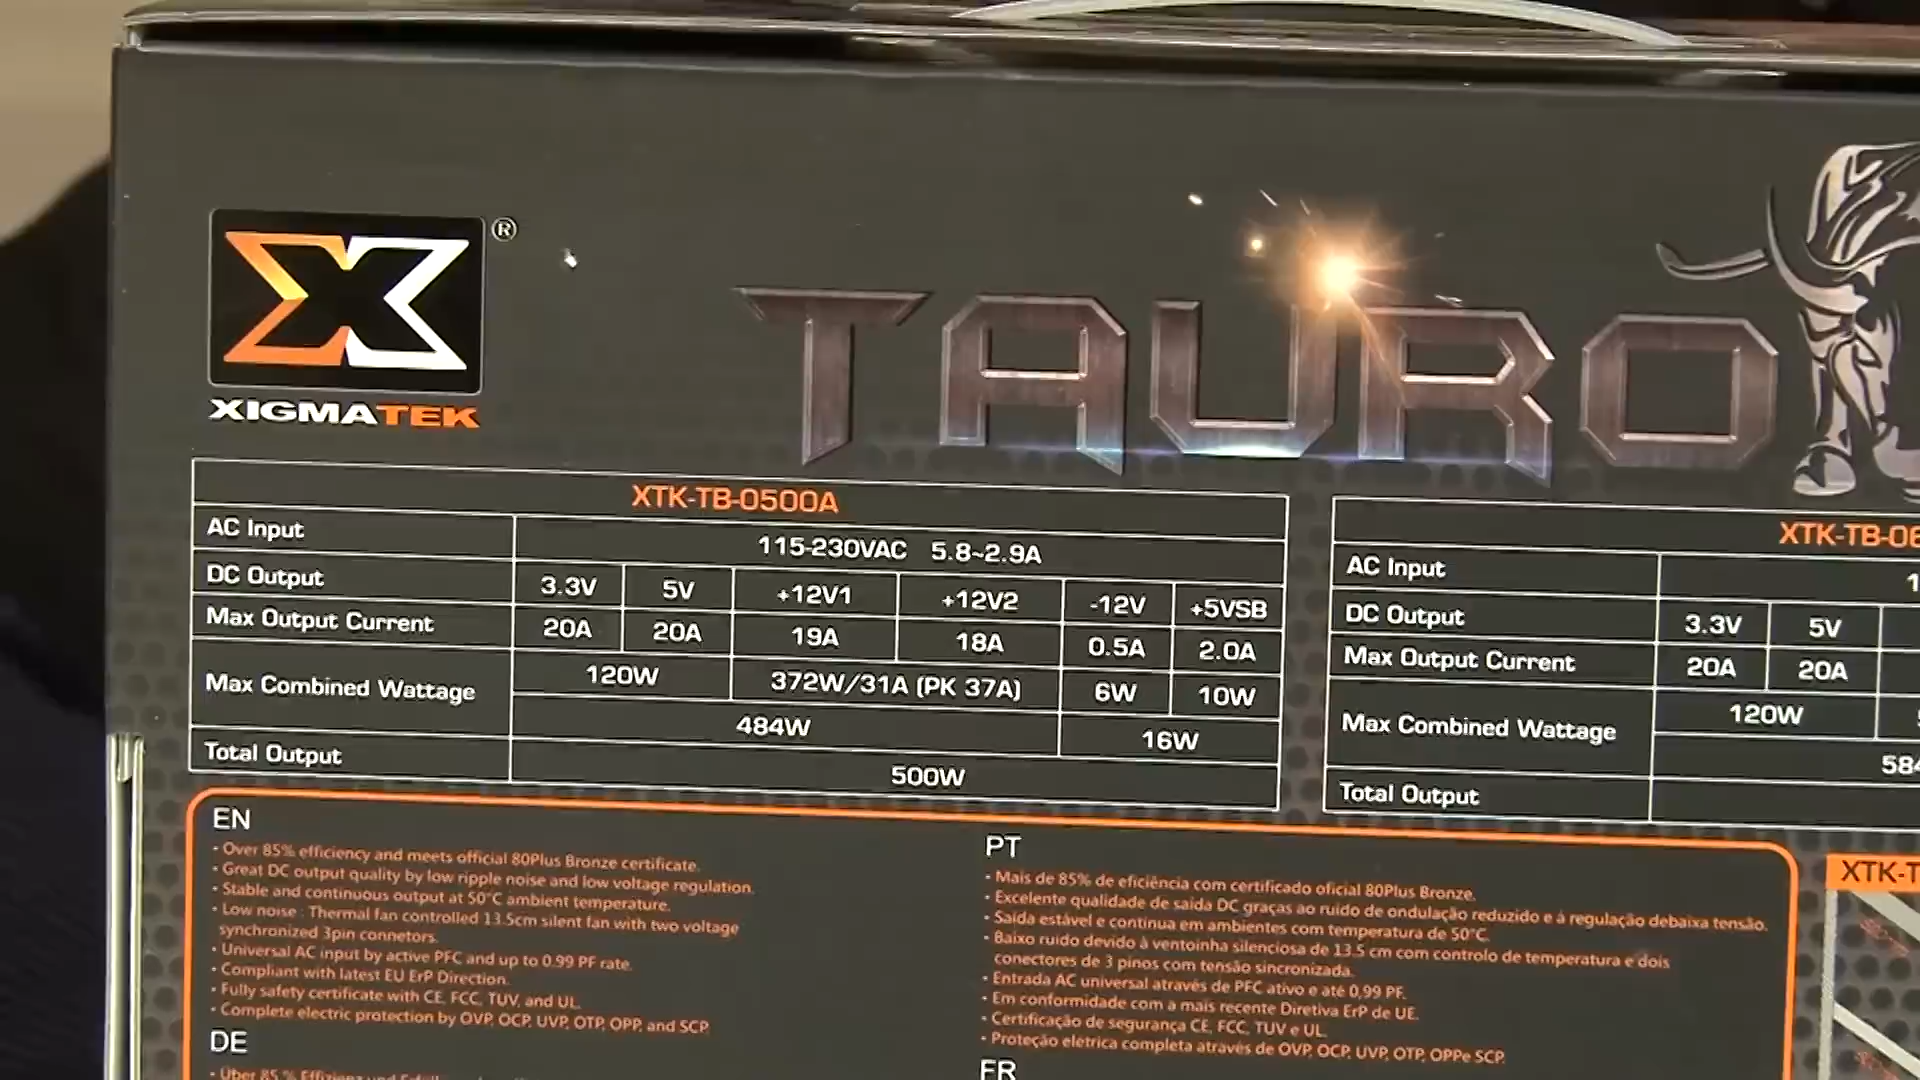 ®
XIGMATEK
TAURO
XTK-TB-0500A
AC Input 115-230VAC 5.8~2.9A
DC Output 3.3V 5V +12V1 +12V2 -12V +5VSB
Max Output Current 20A 20A 19A 18A 0.5A 2.0A
Max Combined Wattage 120W 372W/31A (PK 37A) 6W 10W
484W 16W
Total Output 500W
AC Input
DC Output 3.3V 5V
Max Output Current 20A 20A
Max Combined Wattage 120W
Total Output
EN
• Over 85% efficiency and meets official 80Plus Bronze certificate.
• Great DC output quality by low ripple noise and low voltage regulation.
• Stable and continuous output at 50°C ambient temperature.
• Low noise : Thermal fan controlled 13.5cm silent fan with two voltage
synchronized 3pin connetors.
• Universal AC input by active PFC and up to 0.99 PF rate.
• Compliant with latest EU ErP Direction.
• Fully safety certificate with CE, FCC, TUV, and UL.
• Complete electric protection by OVP, OCP, UVP, OTP, OPP, and SCP.
DE
PT
• Mais de 85% de eficiência com certificado oficial 80Plus Bronze.
• Excelente qualidade de saída DC graças ao ruido de ondulação reduzido e à regulação debaixa tensão.
• Saída estável e continua em ambientes com temperatura de 50°C.
• Baixo ruido devido à ventoinha silenciosa de 13.5 cm com controlo de temperatura e dois
conectores de 3 pinos com tensão sincronizada.
• Entrada AC universal através de PFC ativo e até 0,99 PF.
• Em conformidade com a mais recente Diretiva ErP de UE.
• Certificação de segurança CE, FCC, TUV e UL.
• Proteção eletrica completa através de OVP, OCP, UVP, OTP, OPPe SCP.
FR